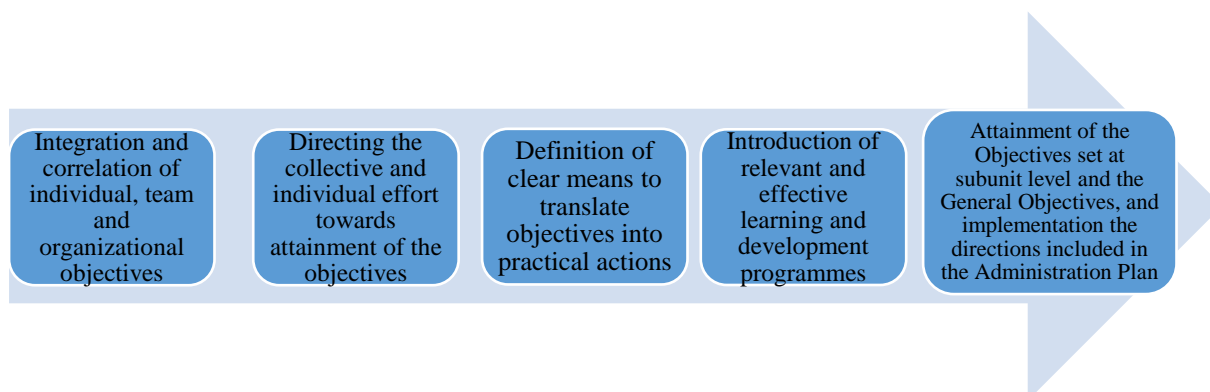 Integration and
correlation of
individual, team
and
organizational
objectives
Directing the
collective and
individual effort
towards
attainment of the
objectives
Definition of
clear means to
translate
objectives into
practical actions
Introduction of
relevant and
effective
learning and
development
programmes
Attainment of the
Objectives set at
subunit level and the
General Objectives, and
implementation the
directions included in
the Administration Plan